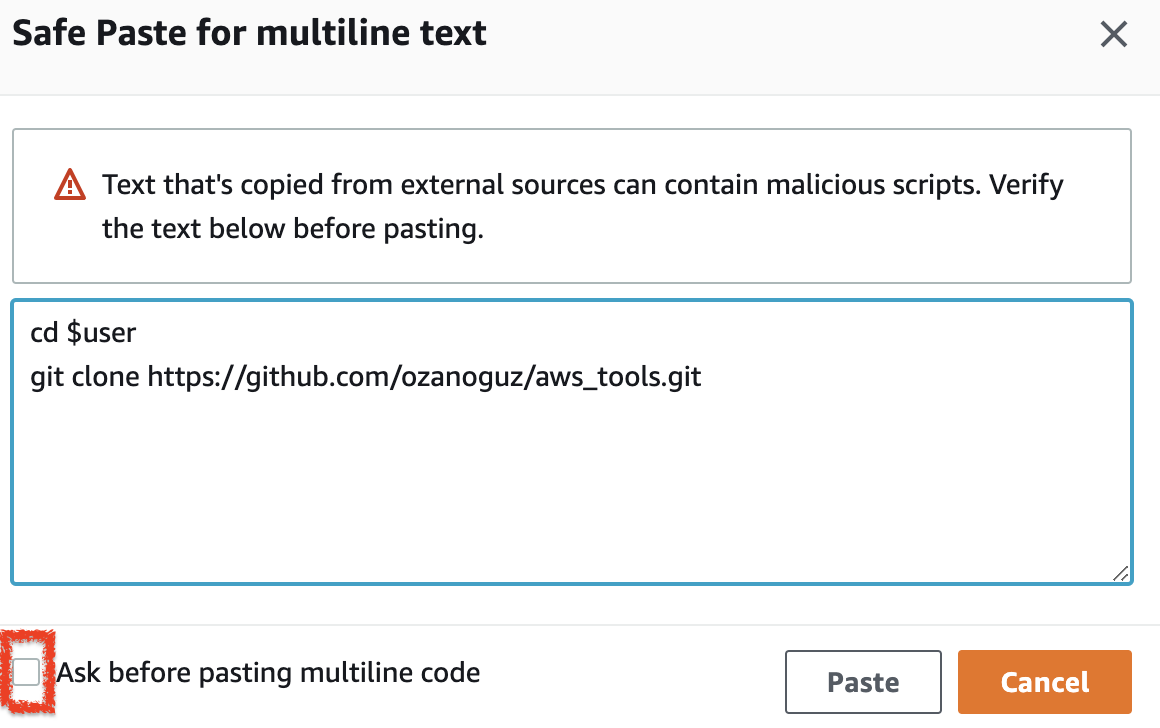 Safe Paste for multiline text
Text that's copied from external sources can contain malicious scripts. Verify
the text below before pasting.
cd $user
git clone https://github.com/ozanoguz/aws_tools.git
Ask before pasting multiline code
Paste
Cancel